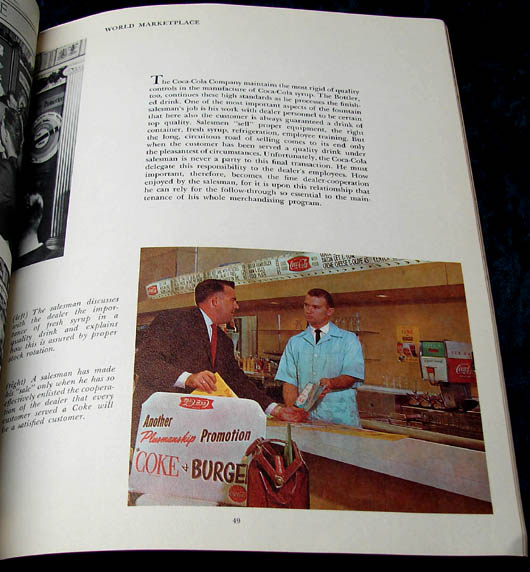 WORLD MARKETPLACE
The Coca-Cola Company maintains the most rigid of quality
controls in the manufacture of Coca-Cola syrup. The Bottler,
too, continues these high standards as he processes the finish-
ed drink. One of the most important aspects of the fountain
salesman's job is his work with dealer personnel to be certain
that here also the customer is always guaranteed a drink of
top quality. Salesmen "sell" proper equipment, the right
container, fresh syrup, refrigeration, employee training. But
the long, circuitous road of selling comes to its end only
when the customer has been served a quality drink under
the pleasantest of circumstances. Unfortunately, the Coca-Cola
salesman is never a party to this final transaction. He must
delegate this responsibility to the dealer's employees. How
important, therefore, becomes the fine dealer-cooperation
enjoyed by the salesman, for it is upon this relationship that
he can rely for the follow-through so essential to the main-
tenance of his whole merchandising program.
(left) The salesman discusses
with the dealer the impor-
tance of fresh syrup in a
quality drink and explains
how this is assured by proper
stock rotation.
(right) A salesman has made
his "sale" only when he has so
effectively enlisted the coopera-
tion of the dealer that every
customer served a Coke will
be a satisfied customer.
Coca-Cola
Coca-Cola
Another
Plusmanship Promotion
COKE
BURGE
49